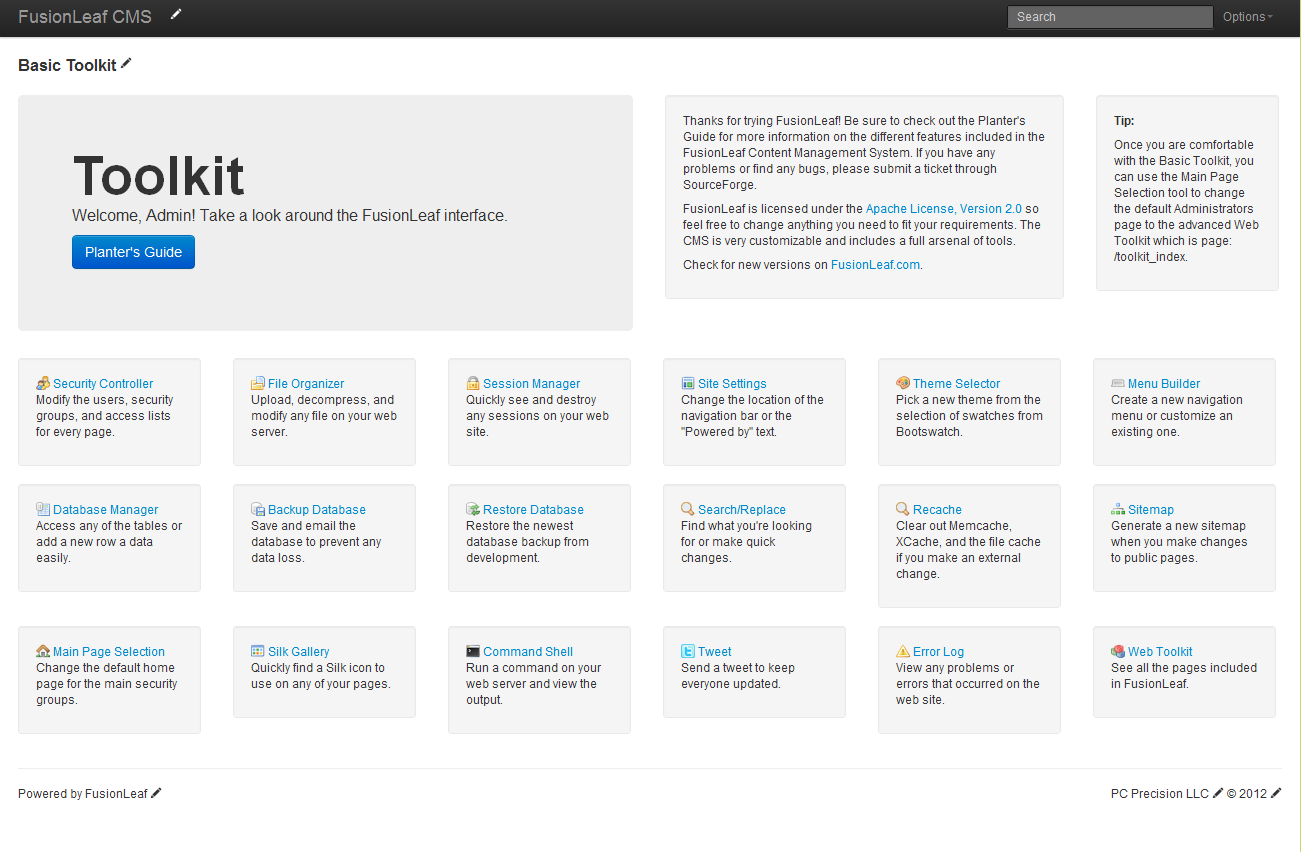 FusionLeaf CMS
Search
Options
Basic Toolkit
Toolkit
Welcome, Admin! Take a look around the FusionLeaf interface.
Planter's Guide
Thanks for trying FusionLeaf! Be sure to check out the Planter's
Guide for more information on the different features included in the
FusionLeaf Content Management System. If you have any
problems or find any bugs, please submit a ticket through
SourceForge.
FusionLeaf is licensed under the Apache License, Version 2.0 so
feel free to change anything you need to fit your requirements. The
CMS is very customizable and includes a full arsenal of tools.
Check for new versions on FusionLeaf.com.
Tip:
Once you are comfortable
with the Basic Toolkit, you
can use the Main Page
Selection tool to change
the default Administrators
page to the advanced Web
Toolkit which is page:
/toolkit_index.
Security Controller
Modify the users, security
groups, and access lists
for every page.
File Organizer
Upload, decompress, and
modify any file on your web
server.
Session Manager
Quickly see and destroy
any sessions on your web
site.
Site Settings
Change the location of the
navigation bar or the
"Powered by" text.
Theme Selector
Pick a new theme from the
selection of swatches from
Bootswatch.
Menu Builder
Create a new navigation
menu or customize an
existing one.
Database Manager
Access any of the tables or
add a new row a data
easily.
Backup Database
Save and email the
database to prevent any
data loss.
Restore Database
Restore the newest
database backup from
development.
Search/Replace
Find what you're looking
for or make quick
changes.
Recache
Clear out Memcache,
XCache, and the file cache
if you make an external
change.
Sitemap
Generate a new sitemap
when you make changes
to public pages.
Main Page Selection
Change the default home
page for the main security
groups.
Silk Gallery
Quickly find a Silk icon to
use on any of your pages.
Command Shell
Run a command on your
web server and view the
output.
Tweet
Send a tweet to keep
everyone updated.
Error Log
View any problems or
errors that occurred on the
web site.
Web Toolkit
See all the pages included
in FusionLeaf.
Powered by FusionLeaf
PC Precision LLC © 2012